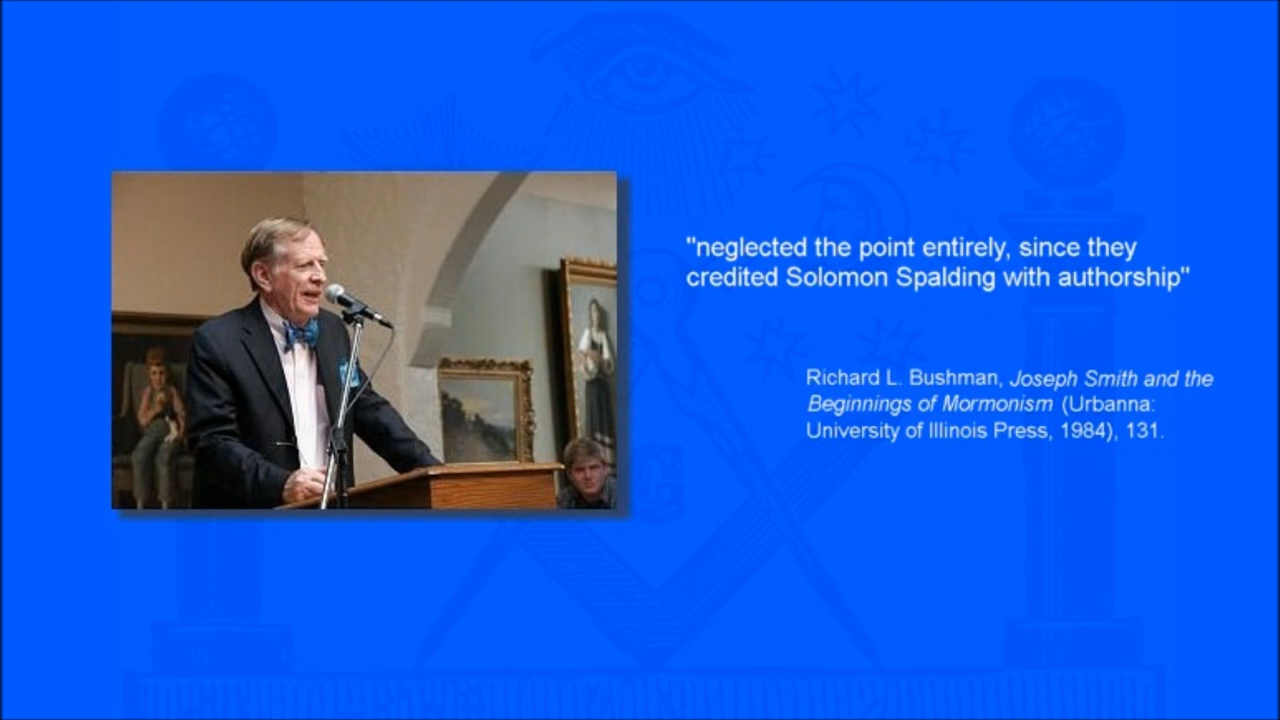 "neglected the point entirely, since they
credited Solomon Spalding with authorship"
Richard L. Bushman, Joseph Smith and the
Beginnings of Mormonism (Urbanna:
University of Illinois Press, 1984), 131.
G